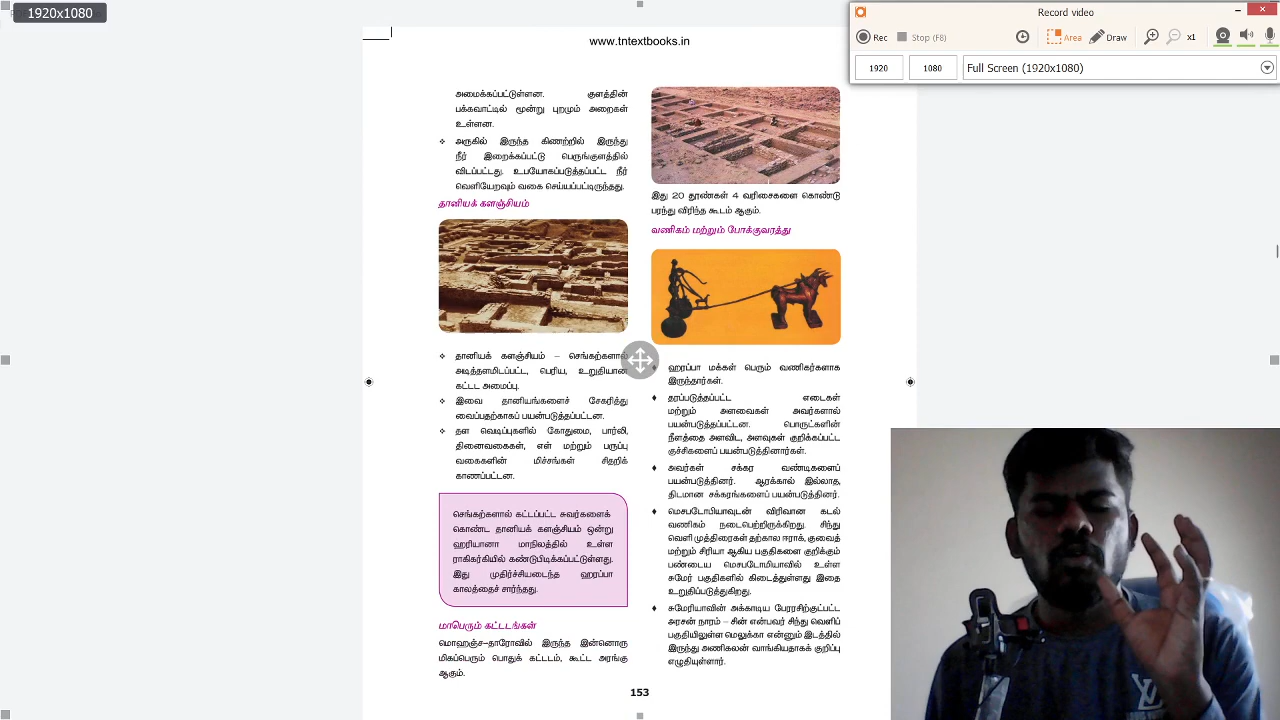 1920x1080
Record video
Rec
Stop (F8)
Area
Draw
x1
1920
1080
Full Screen (1920x1080)
www.tntextbooks.in
அமைக்கப்பட்டுள்ளன. குளத்தின்
பக்கவாட்டில் மூன்று புறமும் அறைகள்
உள்ளன.
அருகில் இருந்த கிணற்றில் இருந்து
நீர் இறைக்கப்பட்டு பெருங்குளத்தில்
விடப்பட்டது. உபயோகப்படுத்தப்பட்ட நீர்
வெளியேறவும் வகை செய்யப்பட்டிருந்தது.
தானியக் களஞ்சியம்
தானியக் களஞ்சியம் – செங்கற்களால்
அடித்தளமிடப்பட்ட, பெரிய, உறுதியான
கட்டட அமைப்பு.
இவை தானியங்களைச் சேகரித்து
வைப்பதற்காகப் பயன்படுத்தப்பட்டன.
தள வெடிப்புகளில் கோதுமை, பார்லி,
தினைவகைகள், எள் மற்றும் பருப்பு
வகைகளின் மிச்சங்கள் சிதறிக்
காணப்பட்டன.
செங்கற்களால் கட்டப்பட்ட சுவர்களைக்
கொண்ட தானியக் களஞ்சியம் ஒன்று
ஹரியானா மாநிலத்தில் உள்ள
ராகிகர்கியில் கண்டுபிடிக்கப்பட்டுள்ளது.
இது முதிர்ச்சியடைந்த ஹரப்பா
காலத்தைச் சார்ந்தது.
மாபெரும் கட்டடங்கள்
மொஹஞ்ச–தாரோவில் இருந்த இன்னொரு
மிகப்பெரும் பொதுக் கட்டடம், கூட்ட அரங்கு
ஆகும்.
இது 20 தூண்கள் 4 வரிசைகளை கொண்டு
பரந்து விரிந்த கூடம் ஆகும்.
வணிகம் மற்றும் போக்குவரத்து
ஹரப்பா மக்கள் பெரும் வணிகர்களாக
இருந்தார்கள்.
தரப்படுத்தப்பட்ட எடைகள்
மற்றும் அளவைகள் அவர்களால்
பயன்படுத்தப்பட்டன. பொருட்களின்
நீளத்தை அளவிட, அளவுகள் குறிக்கப்பட்ட
குச்சிகளைப் பயன்படுத்தினார்கள்.
அவர்கள் சக்கர வண்டிகளைப்
பயன்படுத்தினர். ஆரக்கால் இல்லாத,
திடமான சக்கரங்களைப் பயன்படுத்தினர்.
மெசபடோமியாவுடன் விரிவான கடல்
வணிகம் நடைபெற்றிருக்கிறது. சிந்து
வெளி முத்திரைகள் தற்கால ஈராக், குவைத்
மற்றும் சிரியா ஆகிய பகுதிகளை குறிக்கும்
பண்டைய மெசபடோமியாவில் உள்ள
சுமேர் பகுதிகளில் கிடைத்துள்ளது இதை
உறுதிப்படுத்துகிறது.
சுமேரியாவின் அக்காடிய பேரரசிற்குட்பட்ட
அரசன் நாரம் – சின் என்பவர் சிந்து வெளிப்
பகுதியிலுள்ள மெலுக்கா என்னும் இடத்தில்
இருந்து அணிகலன் வாங்கியதாகக் குறிப்பு
எழுதியுள்ளார்.
153